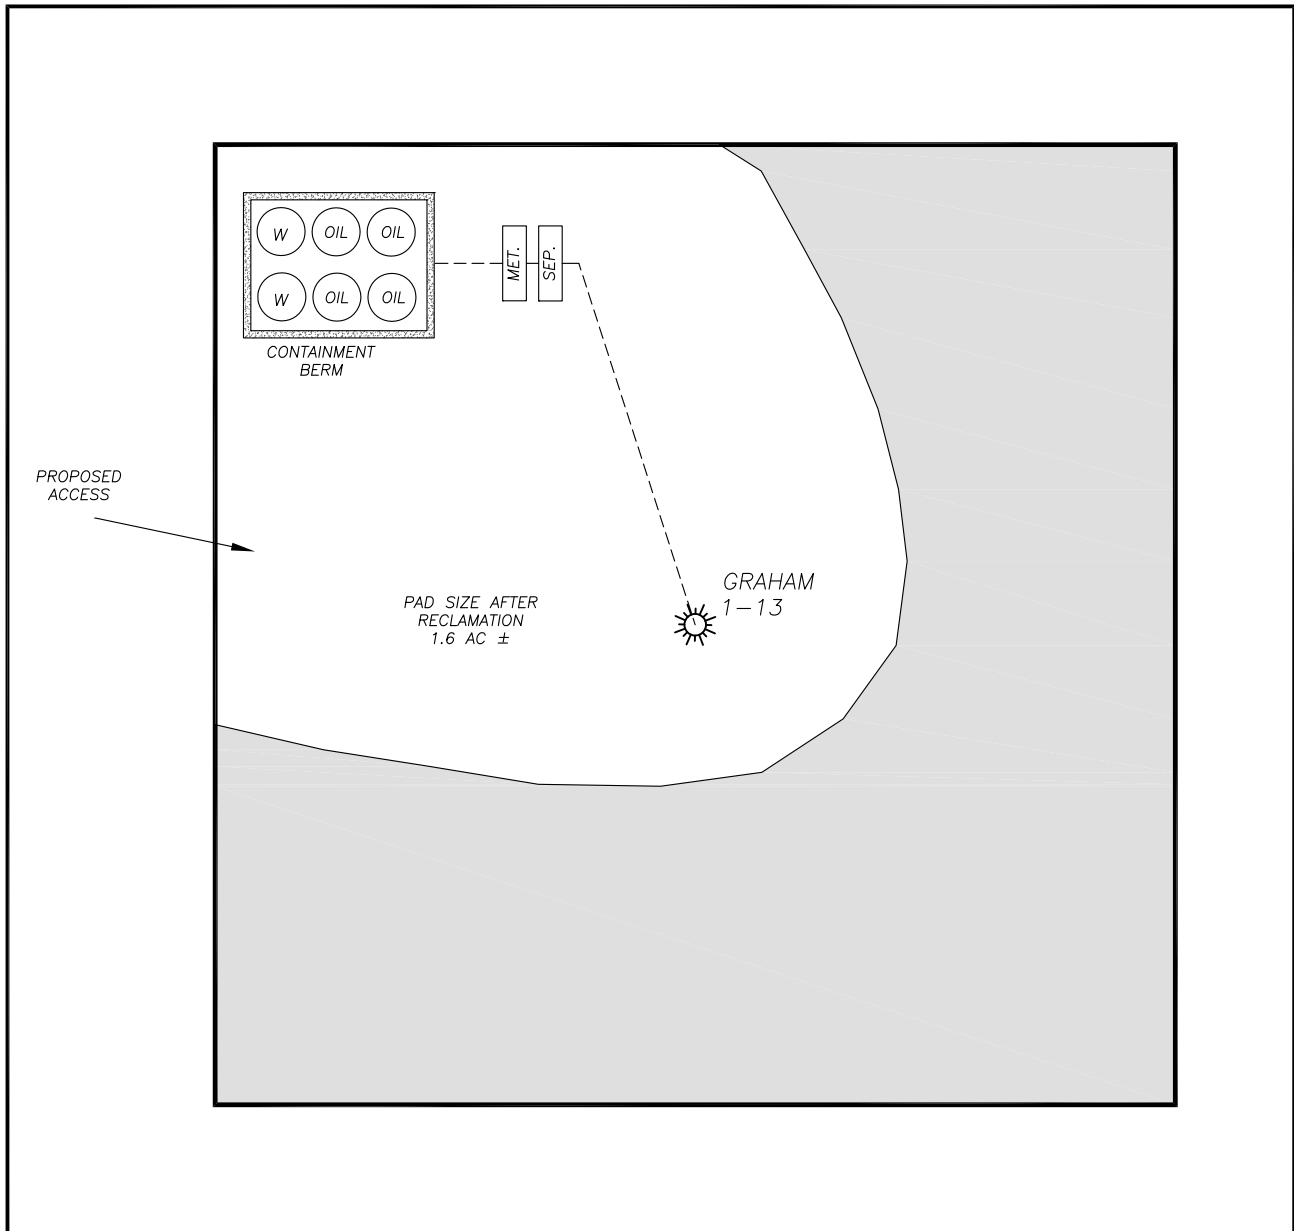 W OIL OIL
W OIL OIL
MET.
SEP.
CONTAINMENT
BERM
PROPOSED
ACCESS
GRAHAM
1-13
PAD SIZE AFTER
RECLAMATION
1.6 AC ±